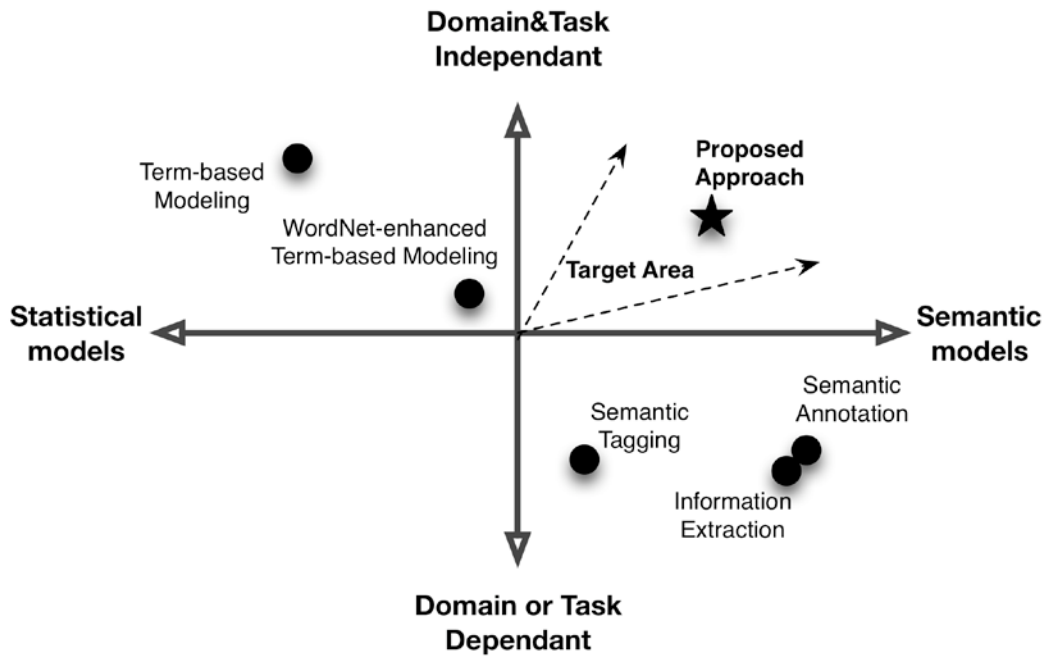 Domain&Task
Independant
Proposed
Approach
Term-based
Modeling
WordNet-enhanced
Term-based Modeling
Target Area
Statistical
models
Semantic
models
Semantic
Annotation
Semantic
Tagging
Information
Extraction
Domain or Task
Dependant